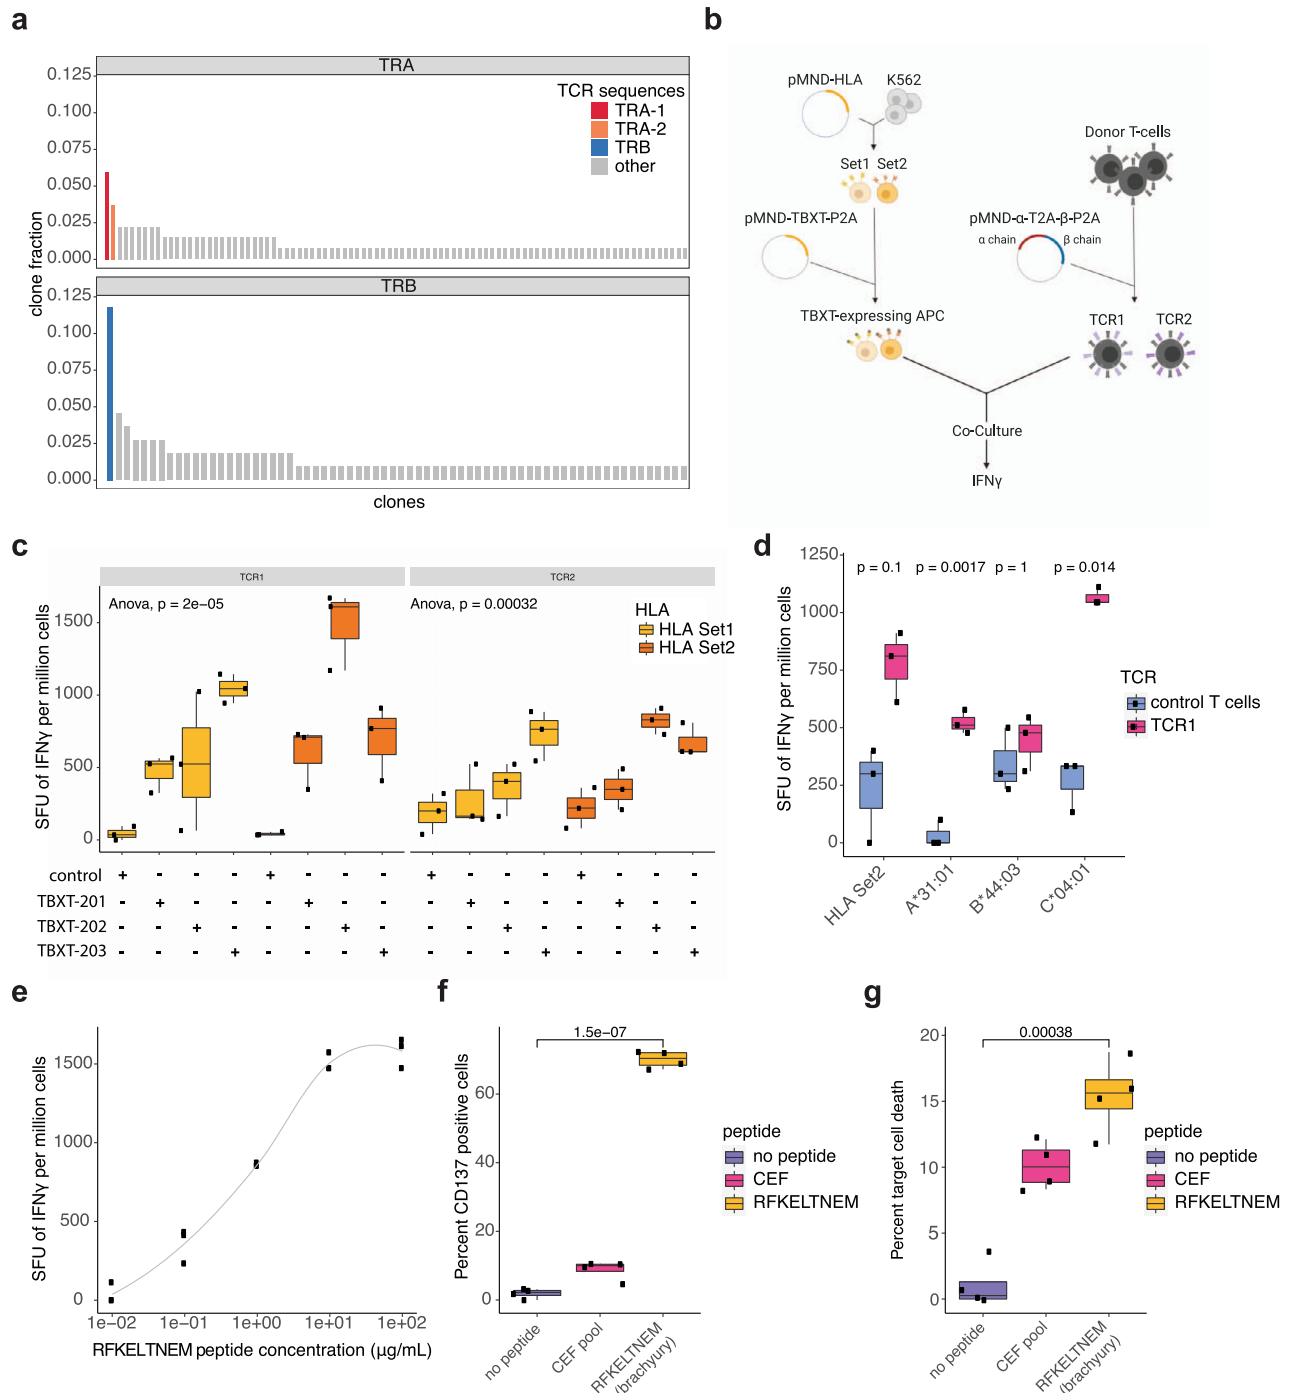 a
TRA
0.125
0.100
0.075
0.050
0.025
0.000
TCR sequences
TRA-1
TRA-2
TRB
other
TRB
0.125
0.100
0.075
0.050
0.025
0.000
clone fraction
clones
b
pMND-HLA
K562
Set1 Set2
Donor T-cells
pMND-TBXT-P2A
pMND-α-T2A-β-P2A
α chain
β chain
TBXT-expressing APC
TCR1
TCR2
Co-Culture
IFNγ
c
TCR1
TCR2
Anova, p = 2e−05
Anova, p = 0.00032
HLA
HLA Set1
HLA Set2
SFU of IFNγ per million cells
1500
1000
500
0
control + - - - + - - - + - - - + - - -
TBXT-201 - + - - - + - - - + - - - + - -
TBXT-202 - - + - - - + - - - + - - - + -
TBXT-203 - - - + - - - + - - - + - - - +
d
1250
1000
750
500
250
0
SFU of IFNγ per million cells
p = 0.1
p = 0.0017
p = 1
p = 0.014
TCR
control T cells
TCR1
HLA Set2
A*31:01
B*44:03
C*04:01
e
SFU of IFNγ per million cells
1500
1000
500
0
1e−02
1e−01
1e+00
1e+01
1e+02
RFKELTNEM peptide concentration (μg/mL)
f
Percent CD137 positive cells
60
40
20
0
1.5e−07
no peptide
CEF pool
RFKELTNEM
(brachyury)
peptide
no peptide
CEF
RFKELTNEM
g
Percent target cell death
20
15
10
5
0
0.00038
no peptide
CEF pool
RFKELTNEM
(brachyury)
peptide
no peptide
CEF
RFKELTNEM